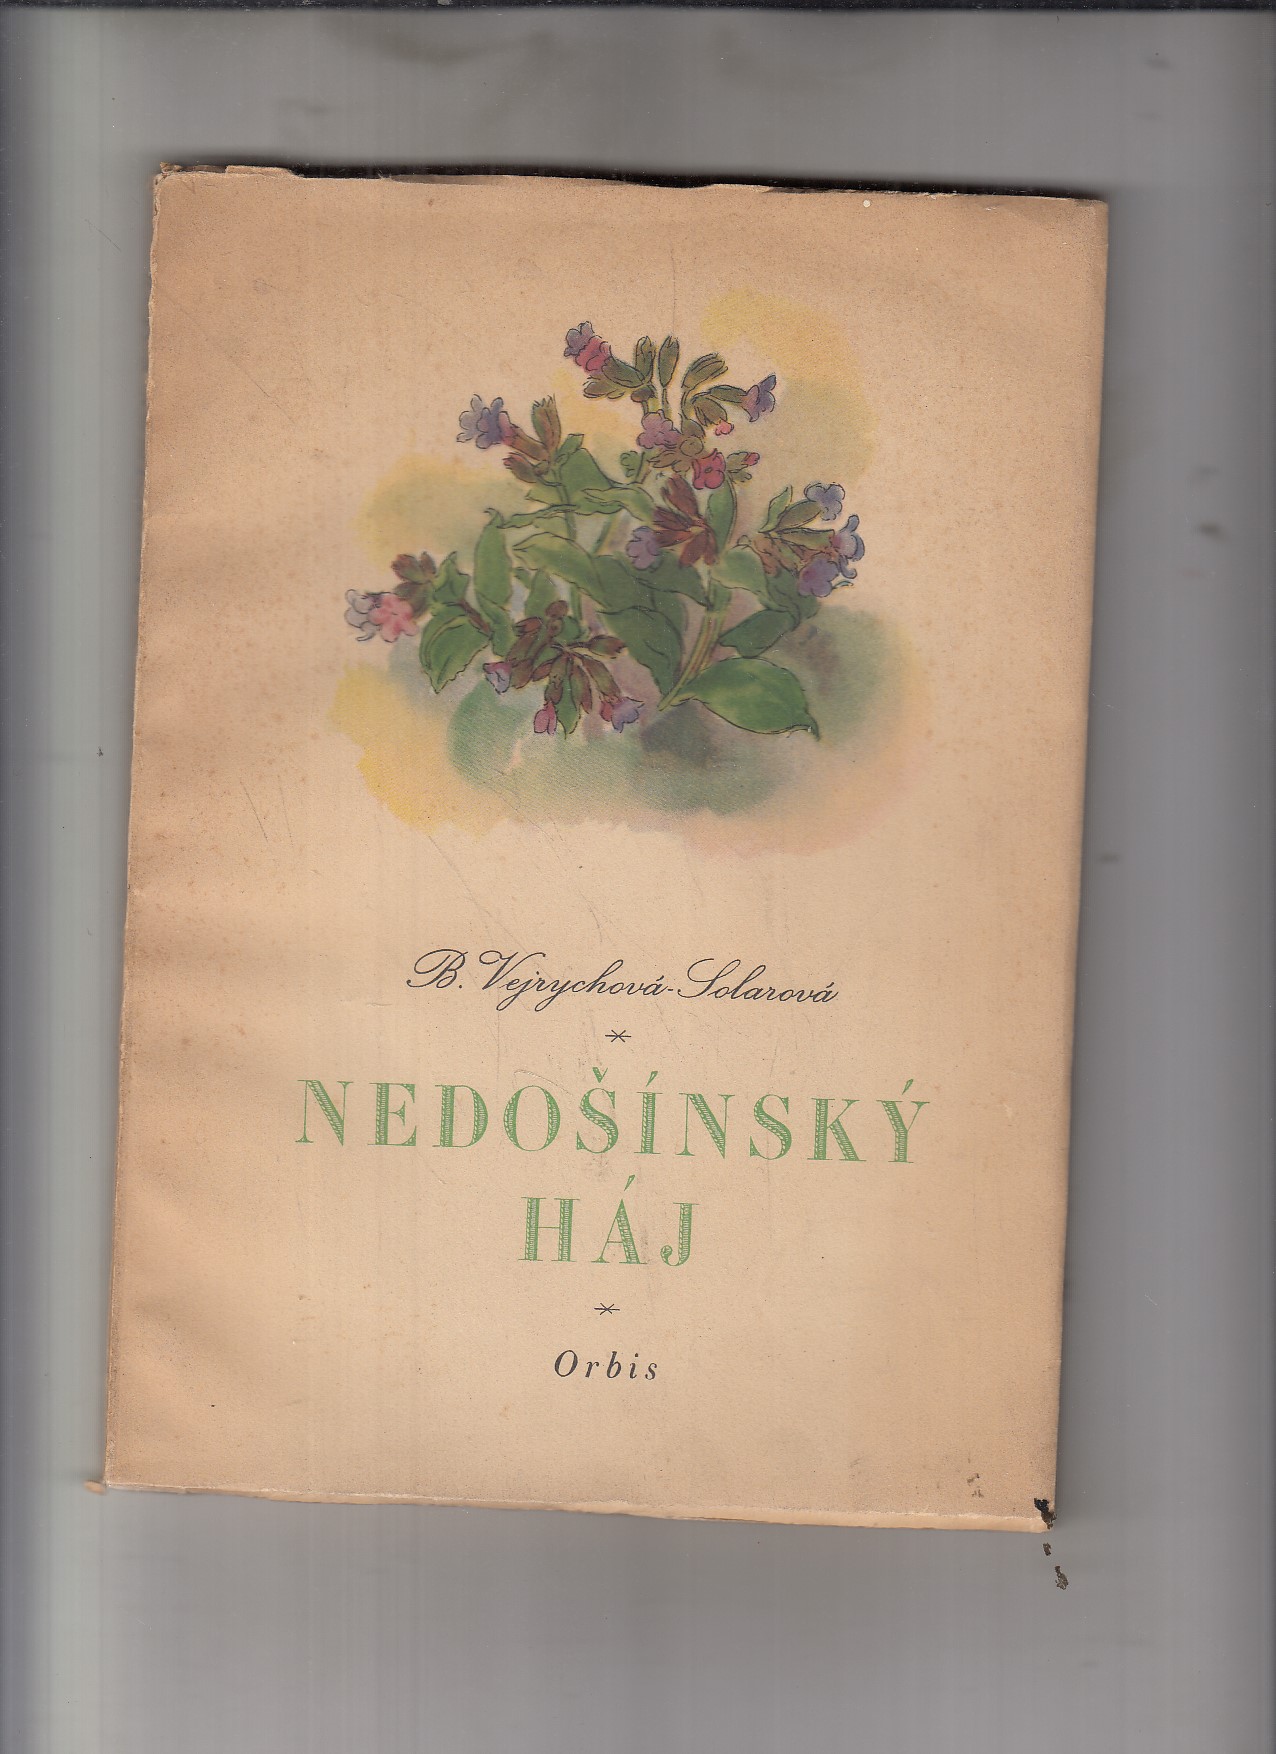 B. Vejrychová-Solarová
NEDOŠÍNSKÝ
HÁJ
Orbis